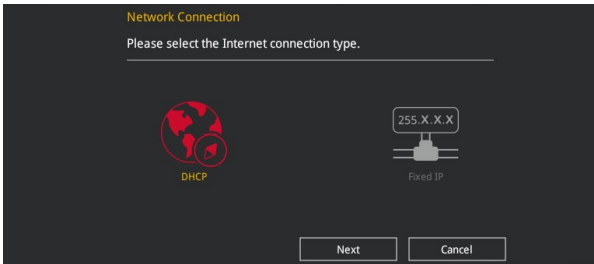 Network Connection
Please select the Internet connection type.
255.X.X.X
DHCP
Fixed IP
Next
Cancel